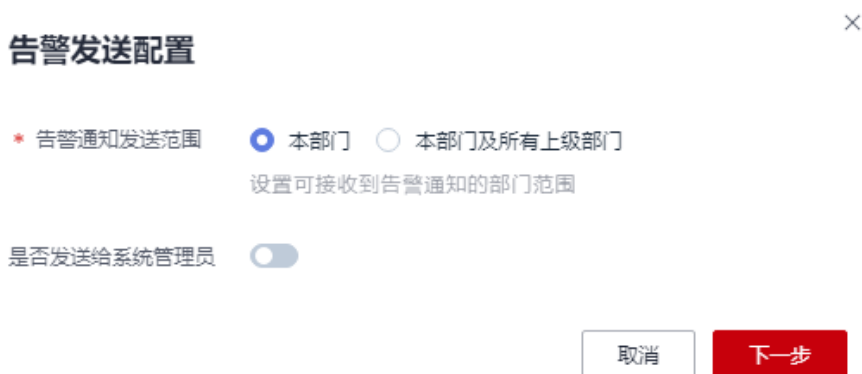 告警发送配置
* 告警通知发送范围 本部门 本部门及所有上级部门
设置可接收到告警通知的部门范围
是否发送给系统管理员
取消 下一步